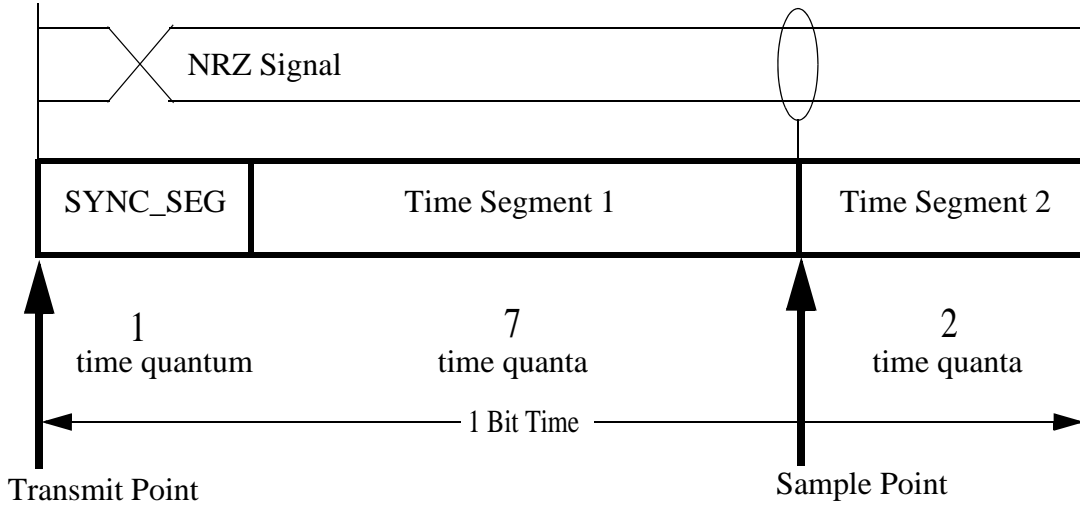 NRZ Signal
SYNC_SEG
Time Segment 1
Time Segment 2
1
time quantum
7
time quanta
2
time quanta
1 Bit Time
Transmit Point
Sample Point